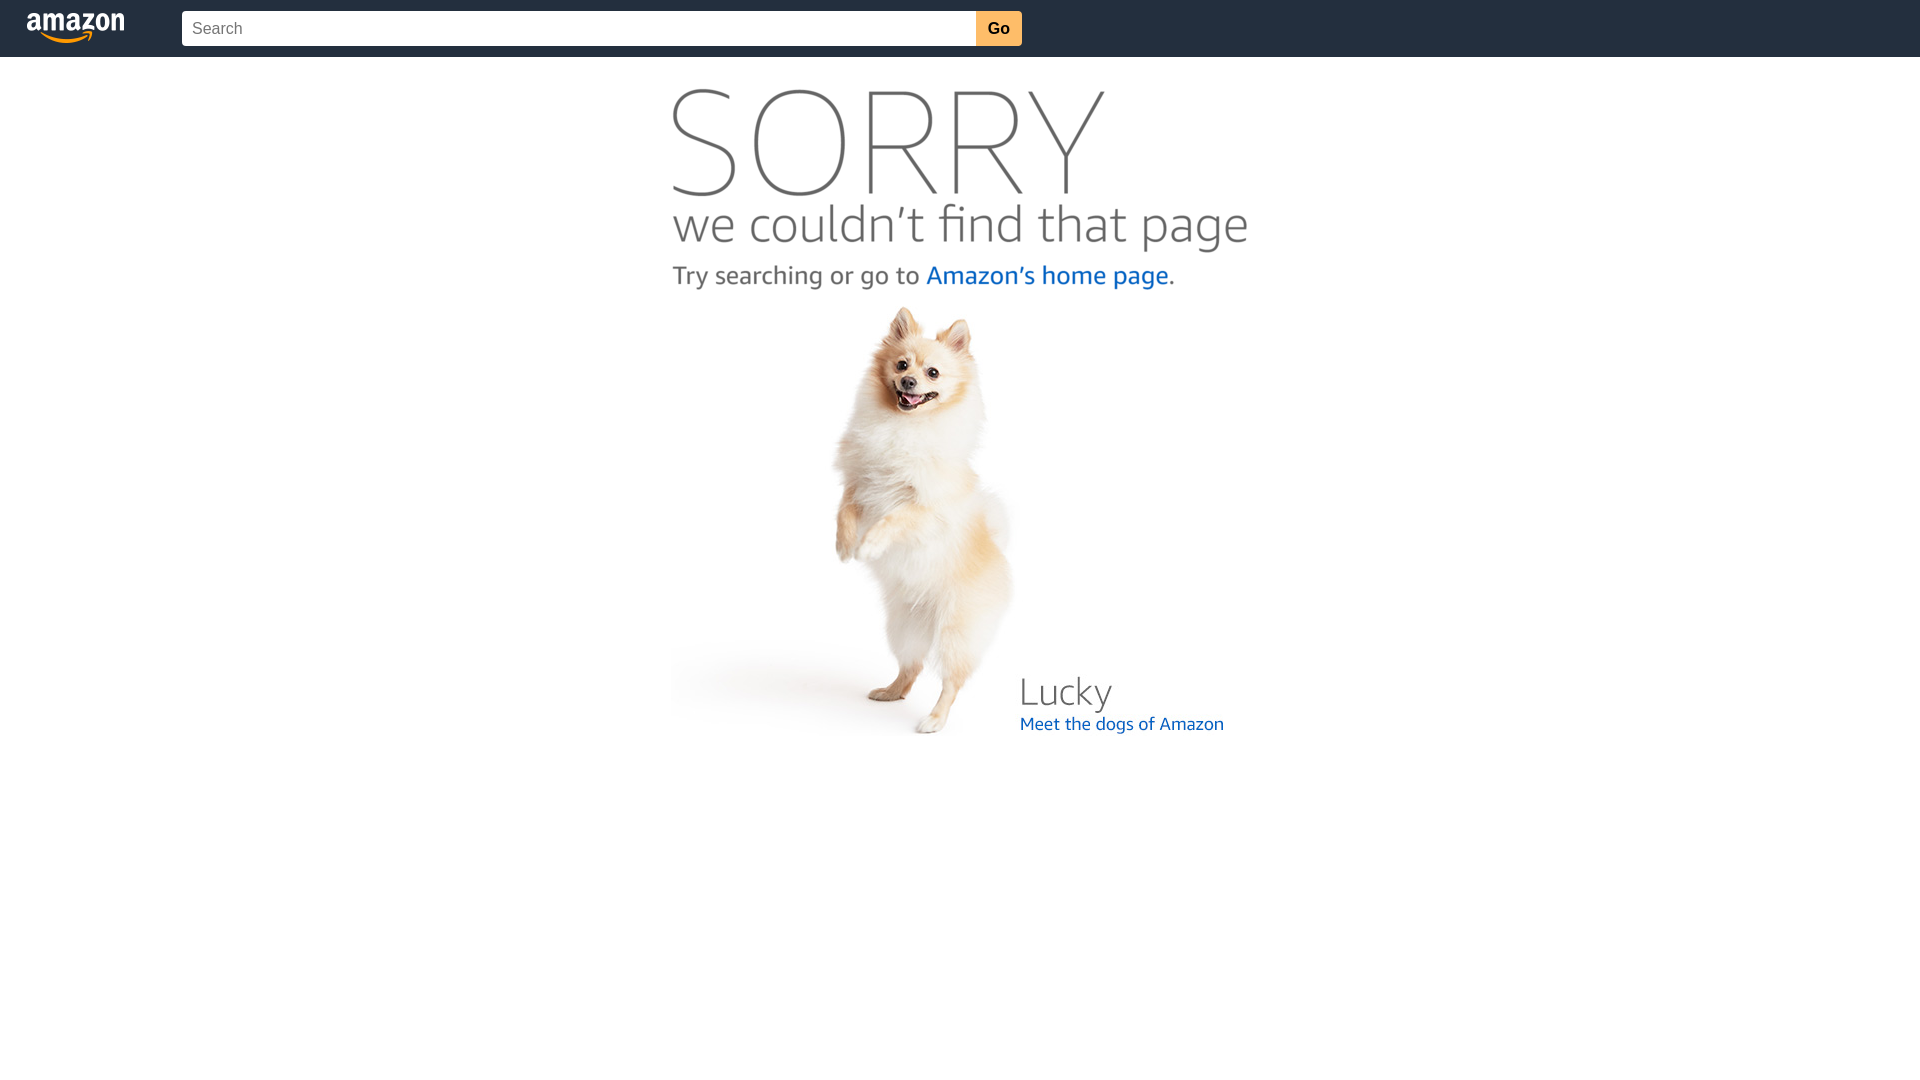 amazon
Search
Go
SORRY
we couldn't find that page
Try searching or go to Amazon's home page.
Lucky
Meet the dogs of Amazon